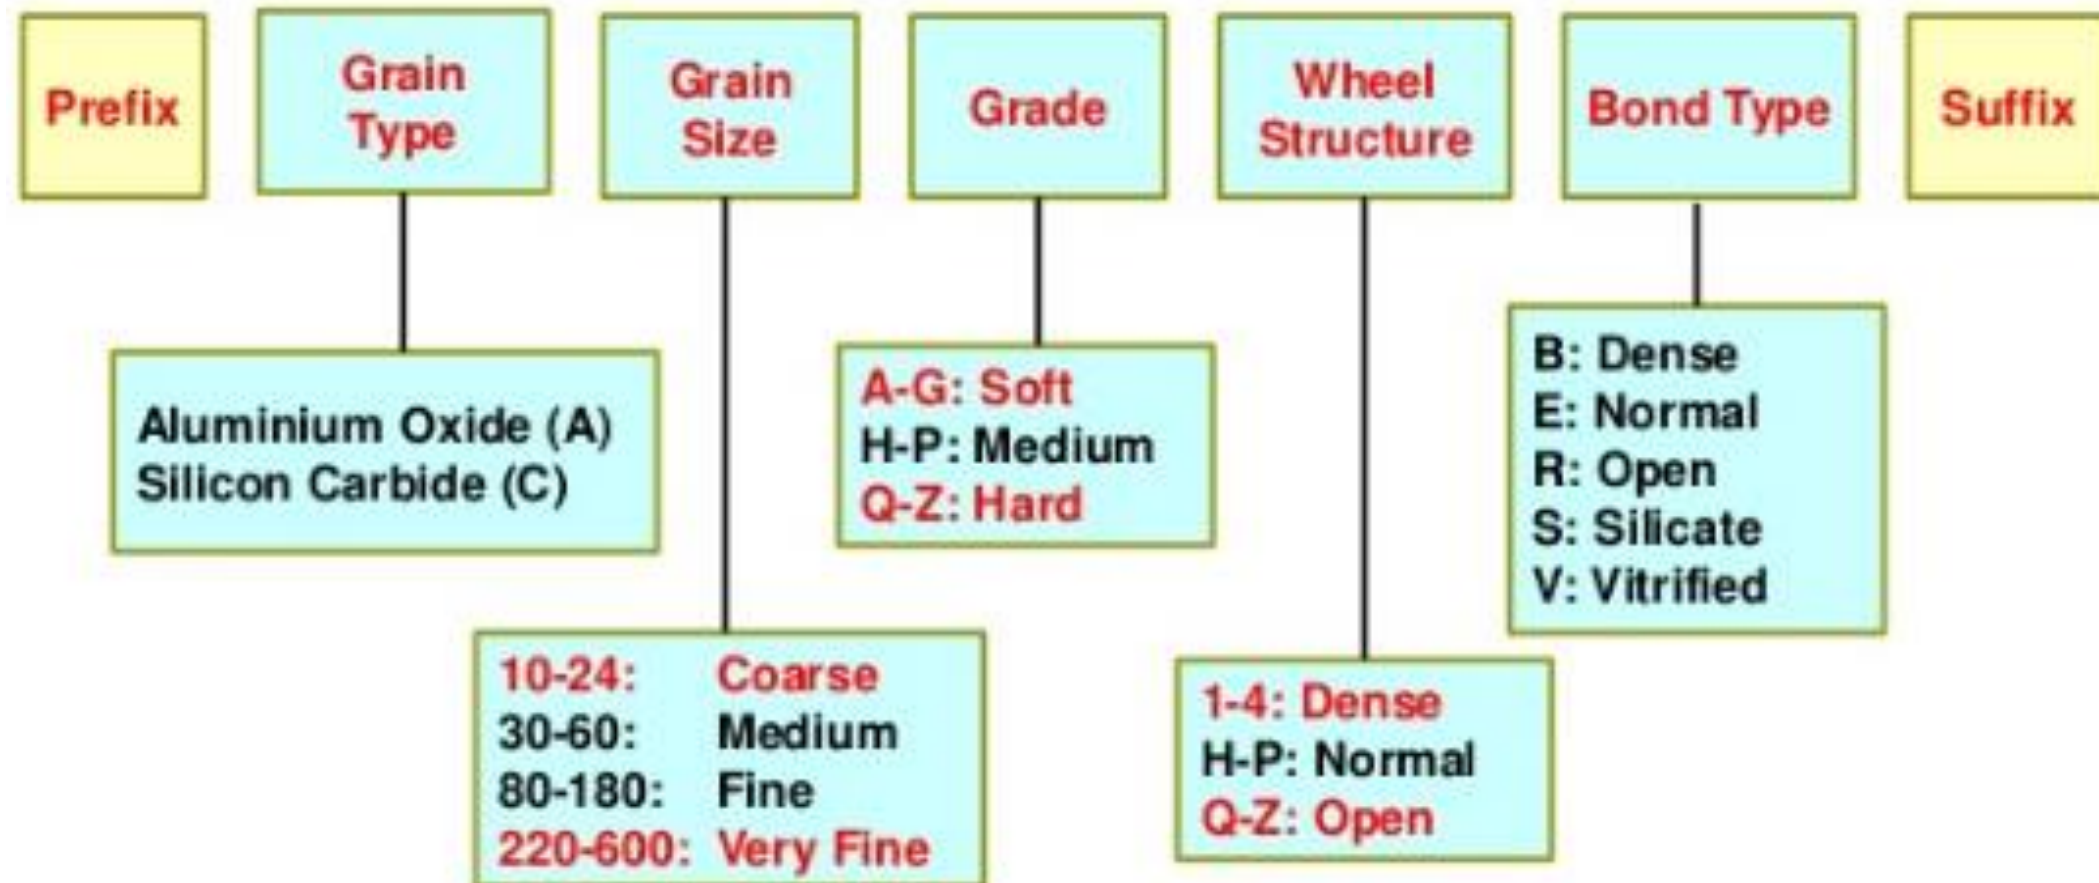 Prefix
Grain
Type
Grain
Size
Grade
Wheel
Structure
Bond Type
Suffix
Aluminium Oxide (A)
Silicon Carbide (C)
10-24: Coarse
30-60: Medium
80-180: Fine
220-600: Very Fine
A-G: Soft
H-P: Medium
Q-Z: Hard
1-4: Dense
H-P: Normal
Q-Z: Open
B: Dense
E: Normal
R: Open
S: Silicate
V: Vitrified